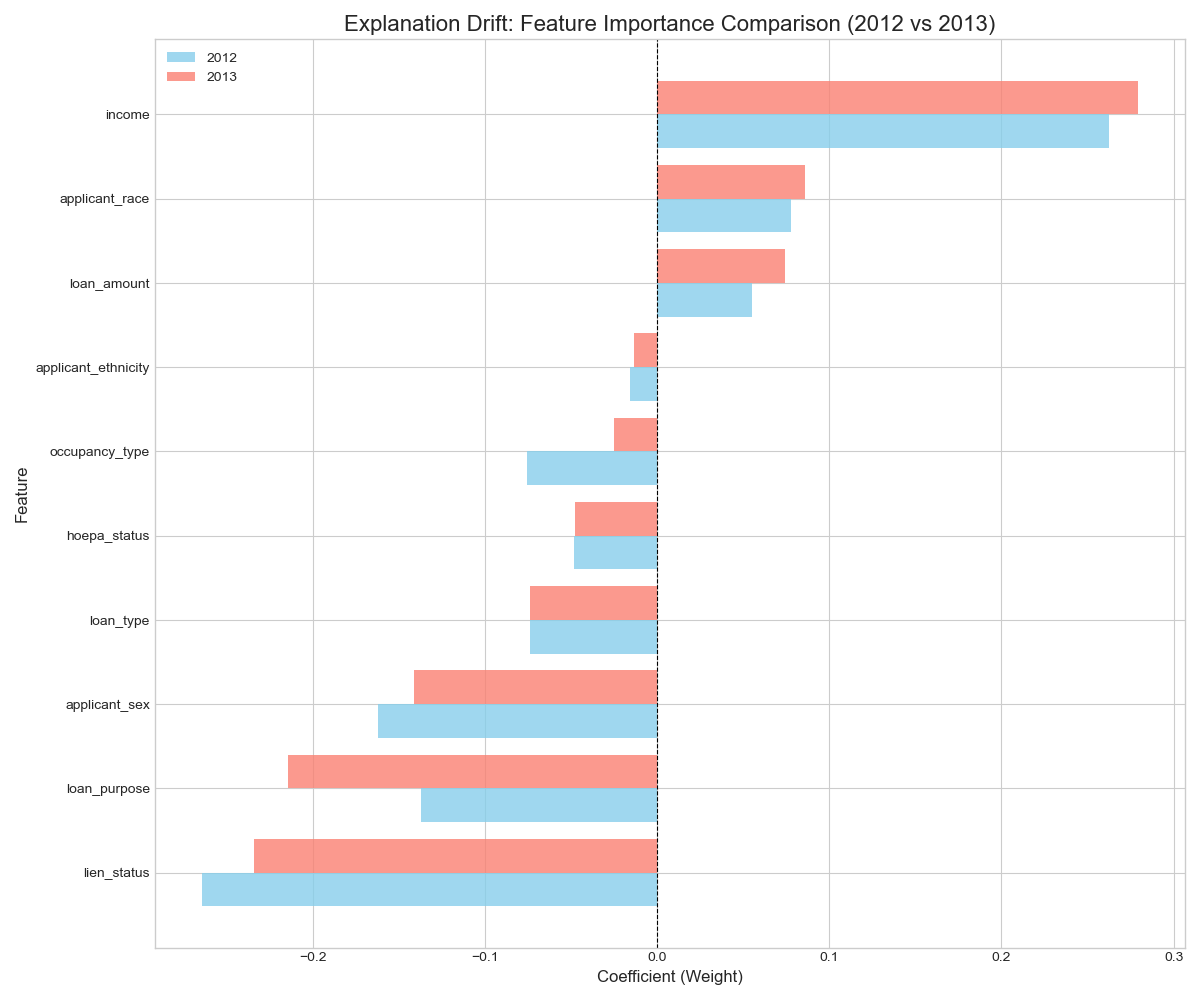 Explanation Drift: Feature Importance Comparison (2012 vs 2013)
2012
2013
income
applicant_race
loan_amount
applicant_ethnicity
occupancy_type
hoepa_status
loan_type
applicant_sex
loan_purpose
lien_status
Feature
−0.2
−0.1
0.0
0.1
0.2
0.3
Coefficient (Weight)